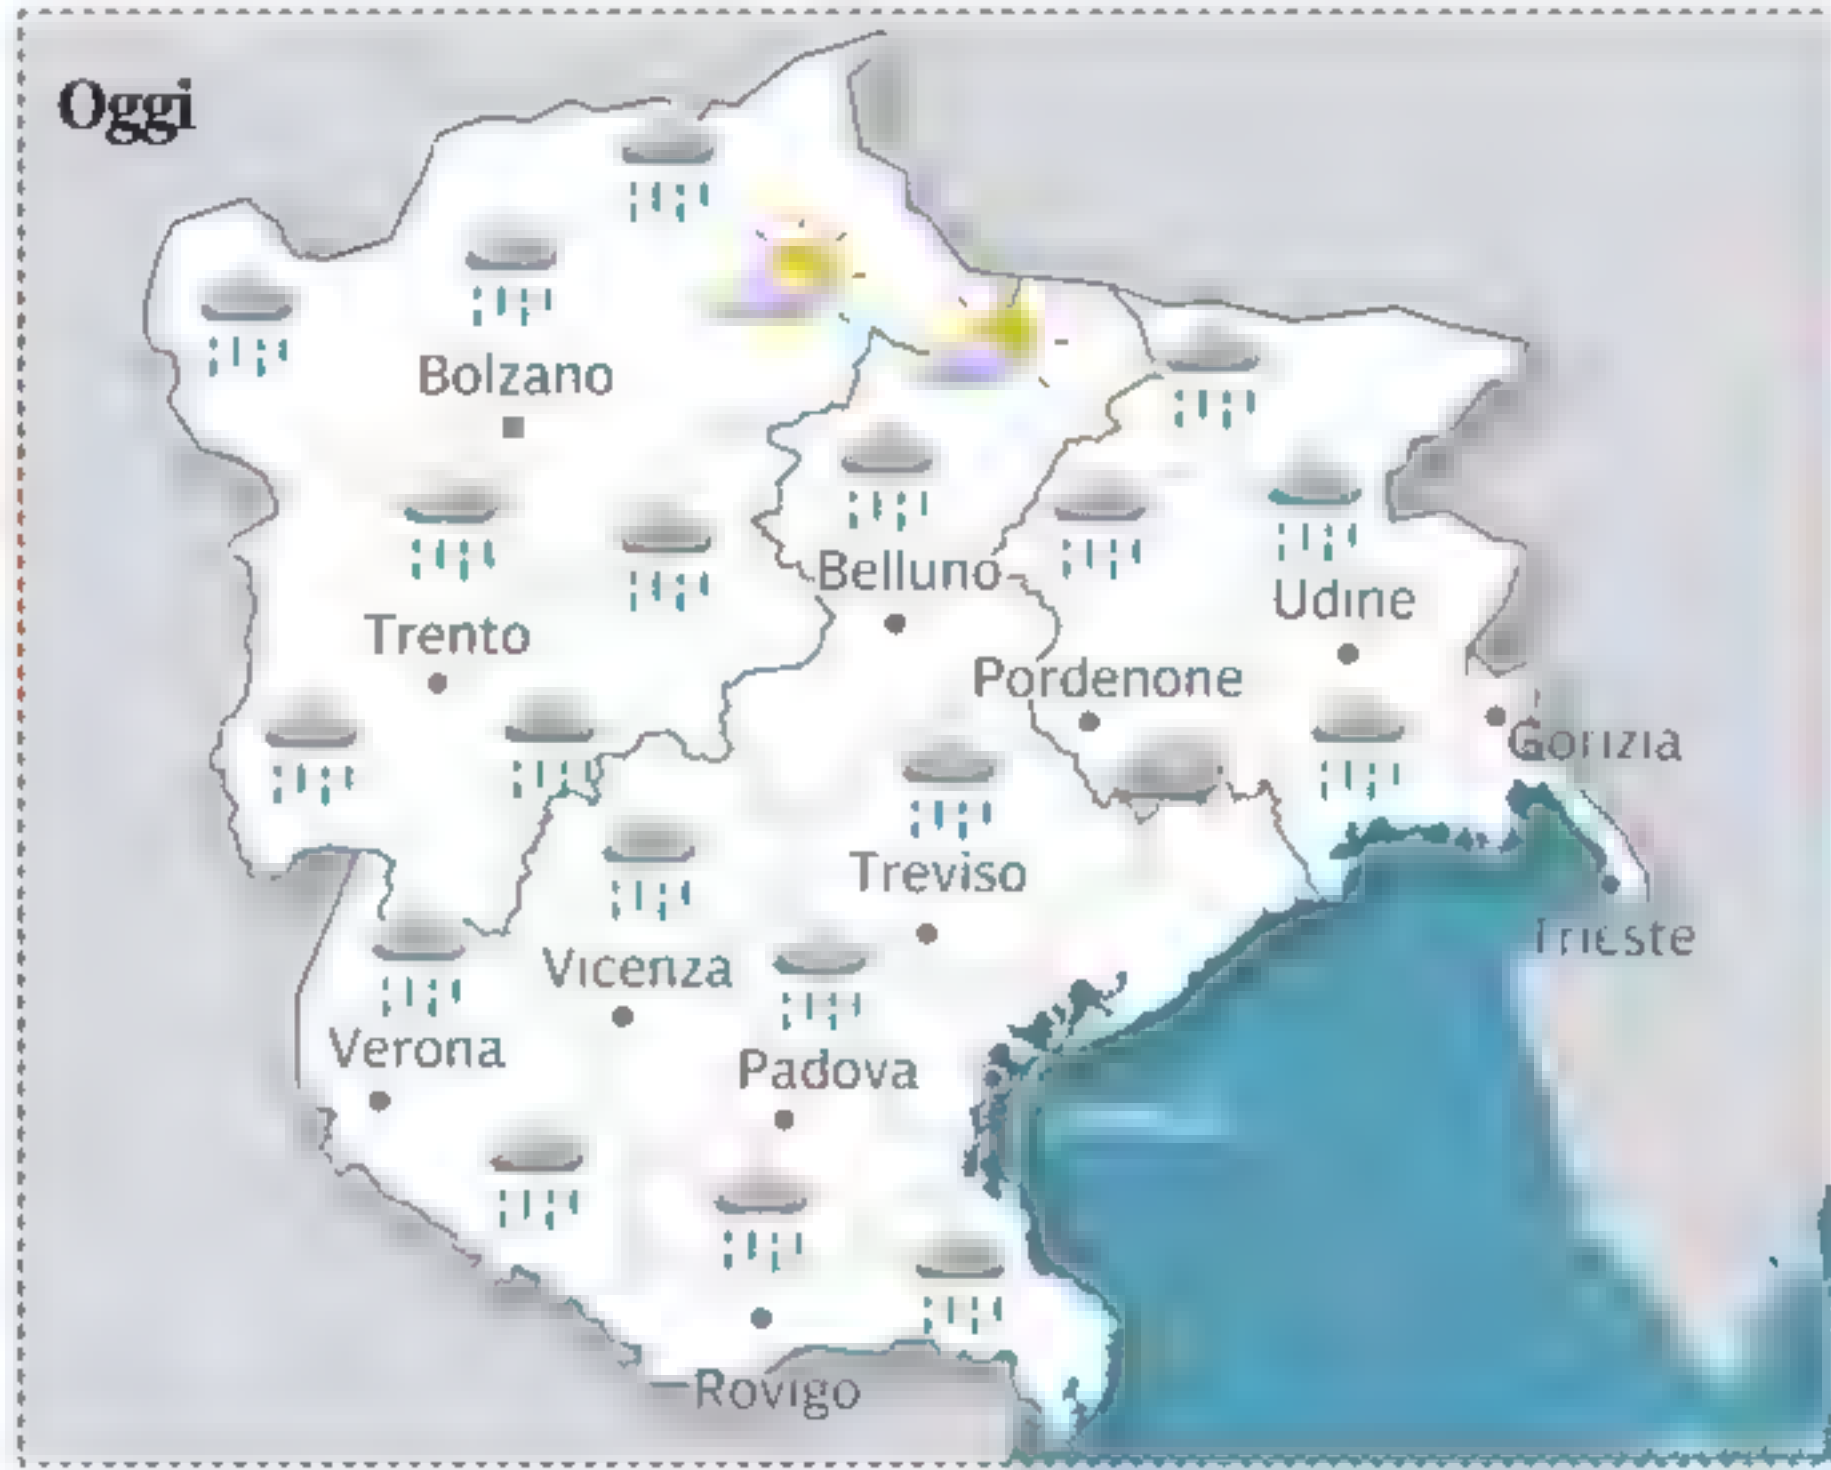 Oggi
Bolzano
Belluno
Udine
Trento
Pordenone
Gorizia
Treviso
Trieste
Vicenza
Verona
Padova
Rovigo